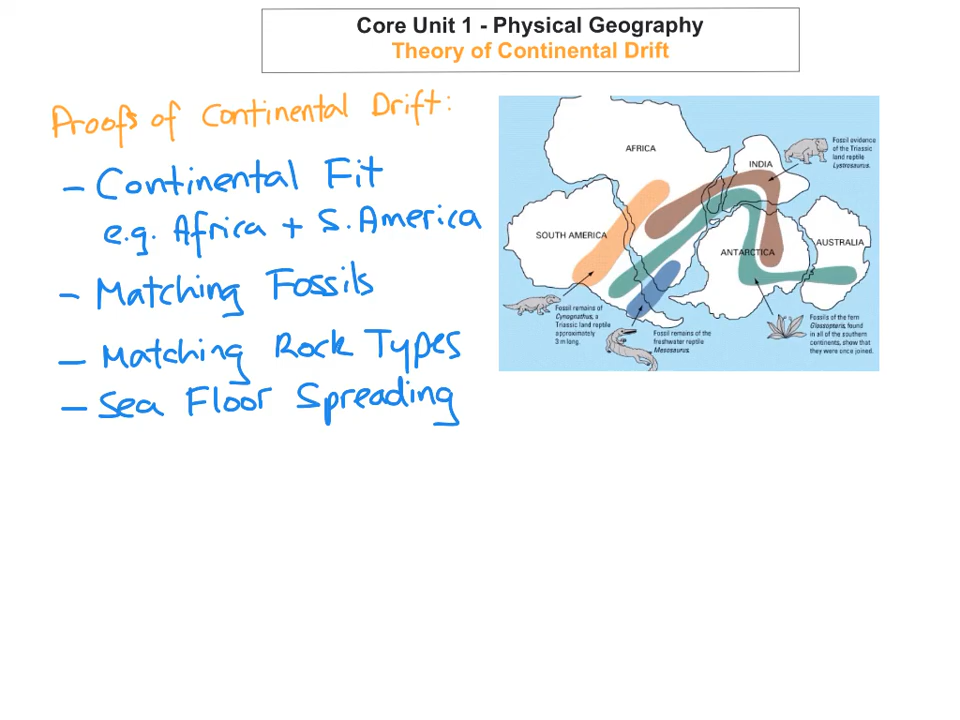 Core Unit 1 - Physical Geography
Theory of Continental Drift
Proofs of Continental Drift:
- Continental Fit
e.g. Africa + S. America
- Matching Fossils
- Matching Rock Types
- Sea Floor Spreading
AFRICA
INDIA
SOUTH AMERICA
ANTARCTICA
AUSTRALIA
Fossil evidence
of the Triassic
land reptile
Lystrosaurus.
Fossil remains of
Cynognathus, a
Triassic land reptile
approximately
3 m long.
Fossil remains of the
freshwater reptile
Mesosaurus.
Fossils of the fern
Glossopteris, found
in all of the southern
continents, show that
they were once joined.